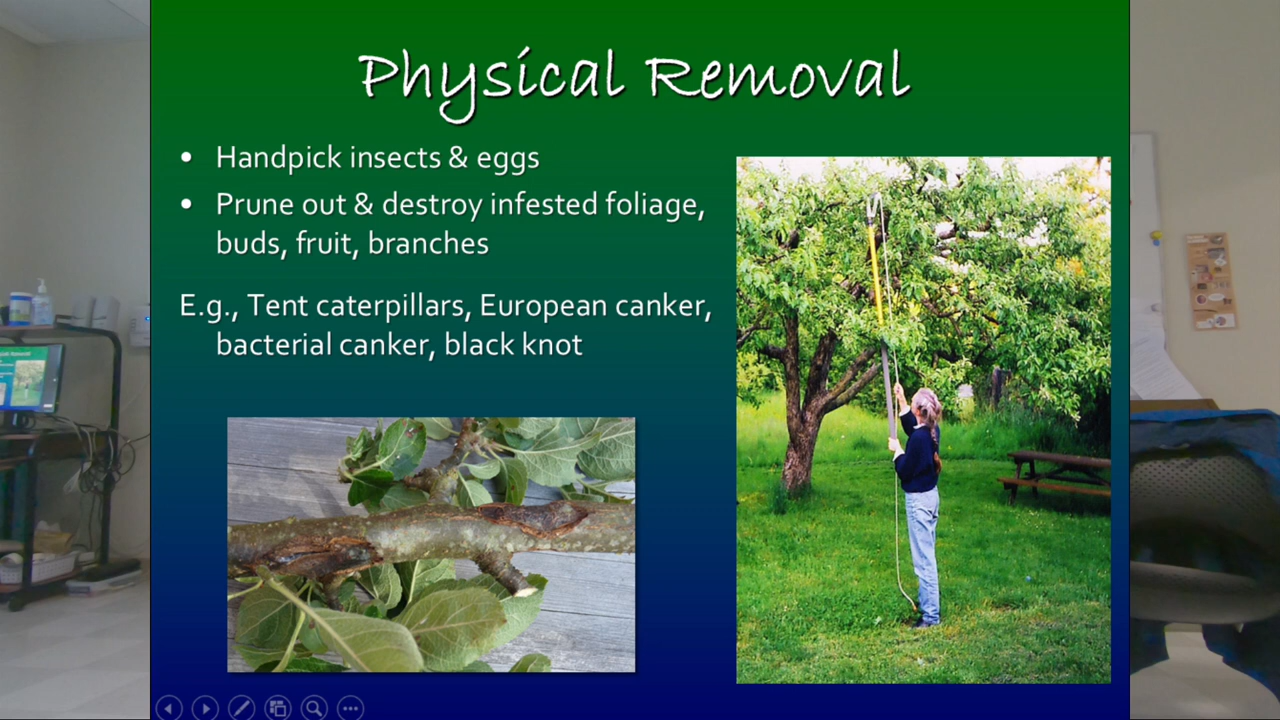 Physical Removal
• Handpick insects & eggs
• Prune out & destroy infested foliage,
buds, fruit, branches
E.g., Tent caterpillars, European canker,
bacterial canker, black knot